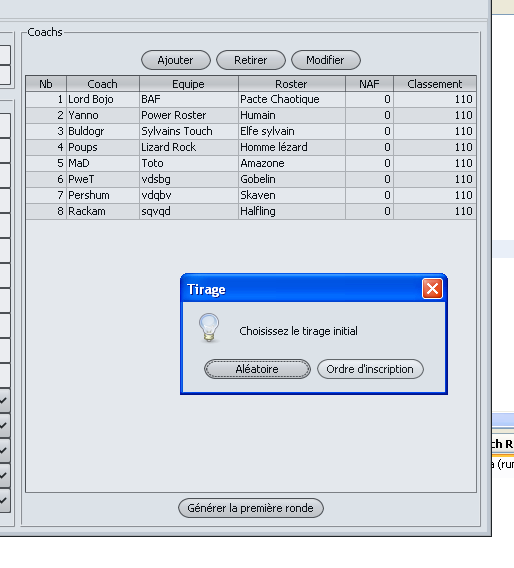 Coachs
Ajouter Retirer Modifier
Nb Coach Equipe Roster NAF Classement
1 Lord Bojo BAF Pacte Chaotique 0 110
2 Yanno Power Roster Humain 0 110
3 Buldogr Sylvains Touch Elfe sylvain 0 110
4 Poups Lizard Rock Homme lézard 0 110
5 MaD Toto Amazone 0 110
6 PweT vdsbg Gobelin 0 110
7 Pershum vdqbv Skaven 0 110
8 Rackam sqvqd Halfling 0 110
Tirage
Choisissez le tirage initial
Aléatoire Ordre d'inscription
ch R
a (rur
Générer la première ronde